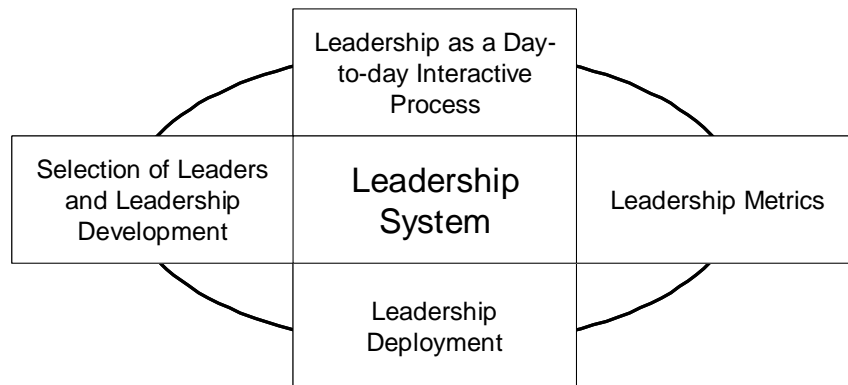 Leadership as a Day-
to-day Interactive
Process
Selection of Leaders
and Leadership
Development
Leadership
System
Leadership Metrics
Leadership
Deployment